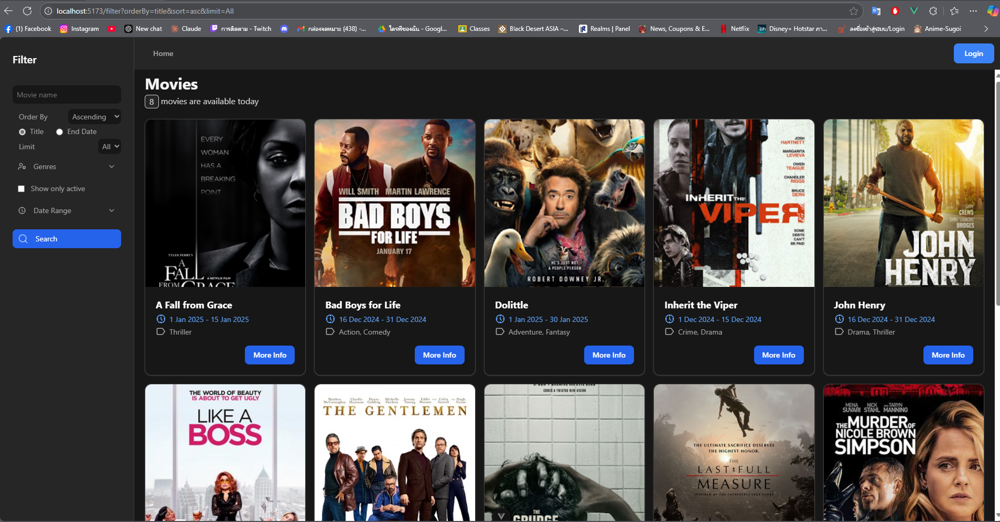 localhost:5173/filter?orderBy=title&sort=asc&limit=All
(1) Facebook
Instagram
New chat
Claude
การติดตาม - Twitch
กล่องจดหมาย (438) -...
ไดรฟ์ของฉัน - Googl...
Classes
Black Desert ASIA –...
Realms | Panel
News, Coupons & E...
Netflix
Disney+ Hotstar ภา...
ลงชื่อเข้าสู่ระบบ/Login
Anime-Sugoi
Filter
Movie name
Order By
Ascending
Title
End Date
Limit
All
Genres
Show only active
Date Range
Search
Home
Login
Movies
8 movies are available today
EVERY
WOMAN
HAS A
BREAKING
POINT
TYLER PERRY'S
A
FALL
A NETFLIX FILM
FROM GRACE
A Fall from Grace
1 Jan 2025 - 15 Jan 2025
Thriller
More Info
WILL SMITH MARTIN LAWRENCE
BAD BOYS
FOR LIFE
JANUARY 17
Bad Boys for Life
16 Dec 2024 - 31 Dec 2024
Action, Comedy
More Info
HE'S JUST NOT
A PEOPLE PERSON
ROBERT DOWNEY JR.
Dolittle
1 Jan 2025 - 30 Jan 2025
Adventure, Fantasy
More Info
JOSH
HARTNETT
MARGARITA
LEVIEVA
OWEN
TEAGUE
CHANDLER
RIGGS
BRUCE
DERN
INHERIT THE
VIPER
SOME
DEBTS
CAN'T
BE PAID
Inherit the Viper
1 Dec 2024 - 15 Dec 2024
Crime, Drama
More Info
TERRY
CREWS
CHRIS "LUDACRIS"
BRIDGES
JOHN
HENRY
John Henry
16 Dec 2024 - 31 Dec 2024
Drama, Thriller
More Info
THE WORLD OF BEAUTY
IS ABOUT TO GET UGLY
LIKE A
BOSS
Matthew McConaughey
Charlie Hunnam
Henry Golding
Michelle Dockery
Jeremy Strong
Eddie Marsan
with Colin Farrell
and Hugh Grant
THE GENTLEMEN
COMES A TWISTED NEW VISION
THE
GRUDGE
THE ULTIMATE SACRIFICE DESERVES
THE HIGHEST HONOR.
THE
LAST FULL
MEASURE
INSPIRED BY THE INCREDIBLE TRUE STORY
MENA
SUVARI
NICK
STAHL
AND TARYN
MANNING
THE MURDER OF
NICOLE BROWN
SIMPSON